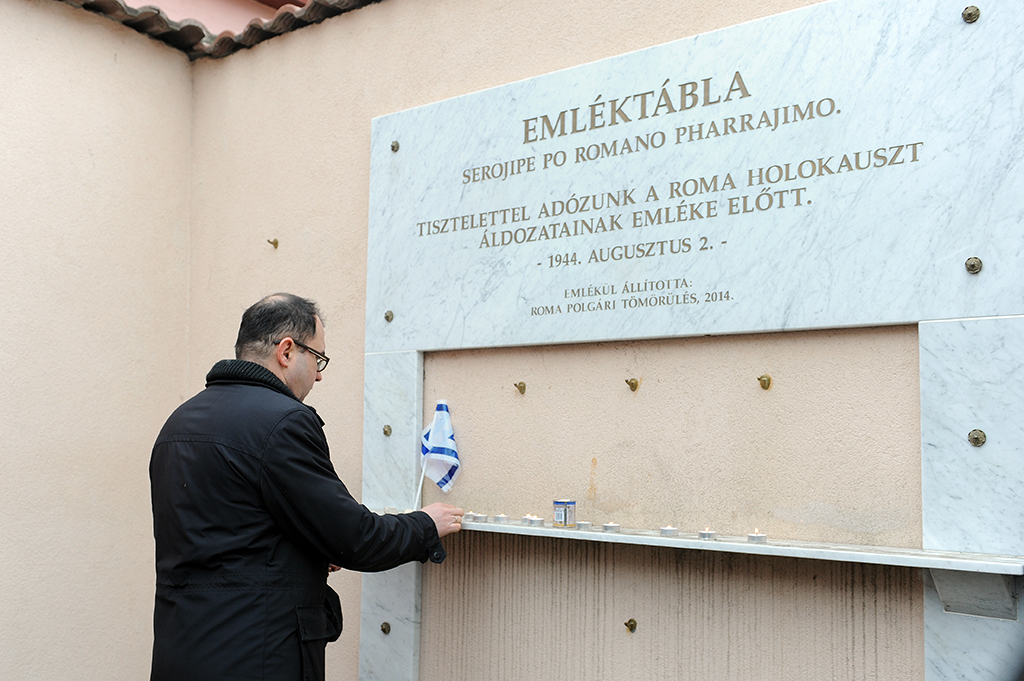 EMLÉKTÁBLA
SEROJIPE PO ROMANO PHARRAJIMO.
TISZTELETTEL ADÓZUNK A ROMA HOLOKAUSZT
ÁLDOZATAINAK EMLÉKE ELŐTT.
- 1944. AUGUSZTUS 2. -
EMLÉKÜL ÁLLÍTOTTA:
ROMA POLGÁRI TÖMÖRÜLÉS, 2014.